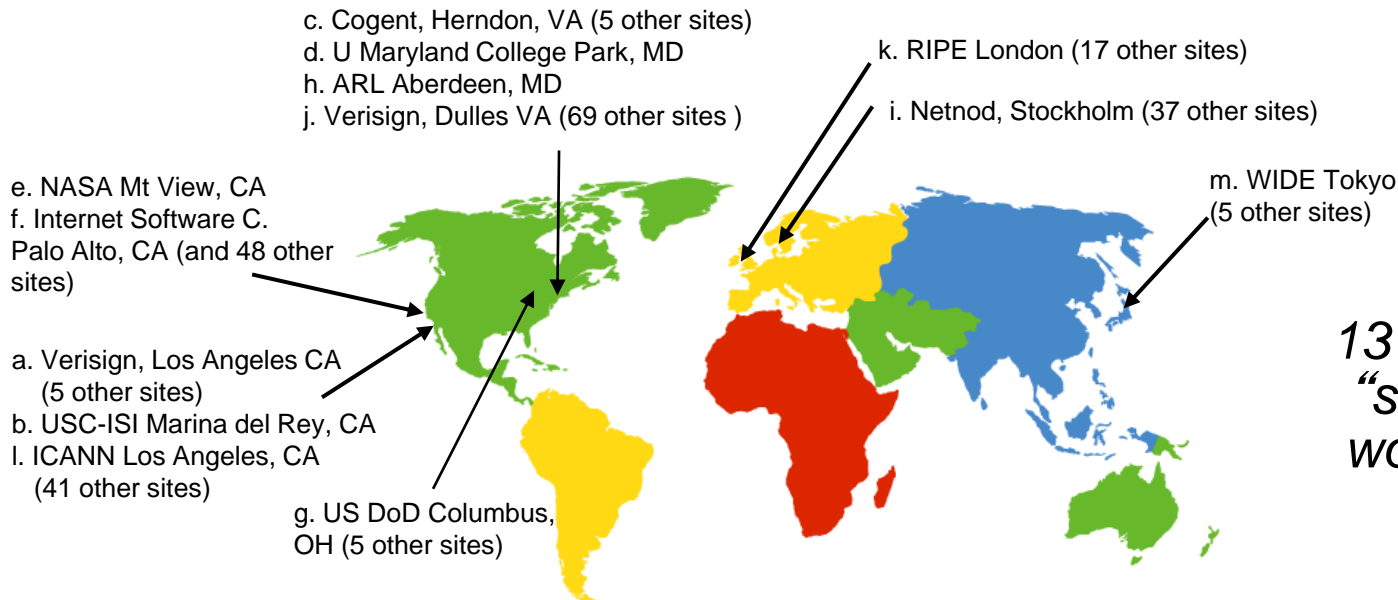 c. Cogent, Herndon, VA (5 other sites)
d. U Maryland College Park, MD
h. ARL Aberdeen, MD
j. Verisign, Dulles VA (69 other sites )
k. RIPE London (17 other sites)
i. Netnod, Stockholm (37 other sites)
e. NASA Mt View, CA
f. Internet Software C.
Palo Alto, CA (and 48 other
sites)
m. WIDE Tokyo
(5 other sites)
a. Verisign, Los Angeles CA
(5 other sites)
b. USC-ISI Marina del Rey, CA
l. ICANN Los Angeles, CA
(41 other sites)
g. US DoD Columbus,
OH (5 other sites)
13